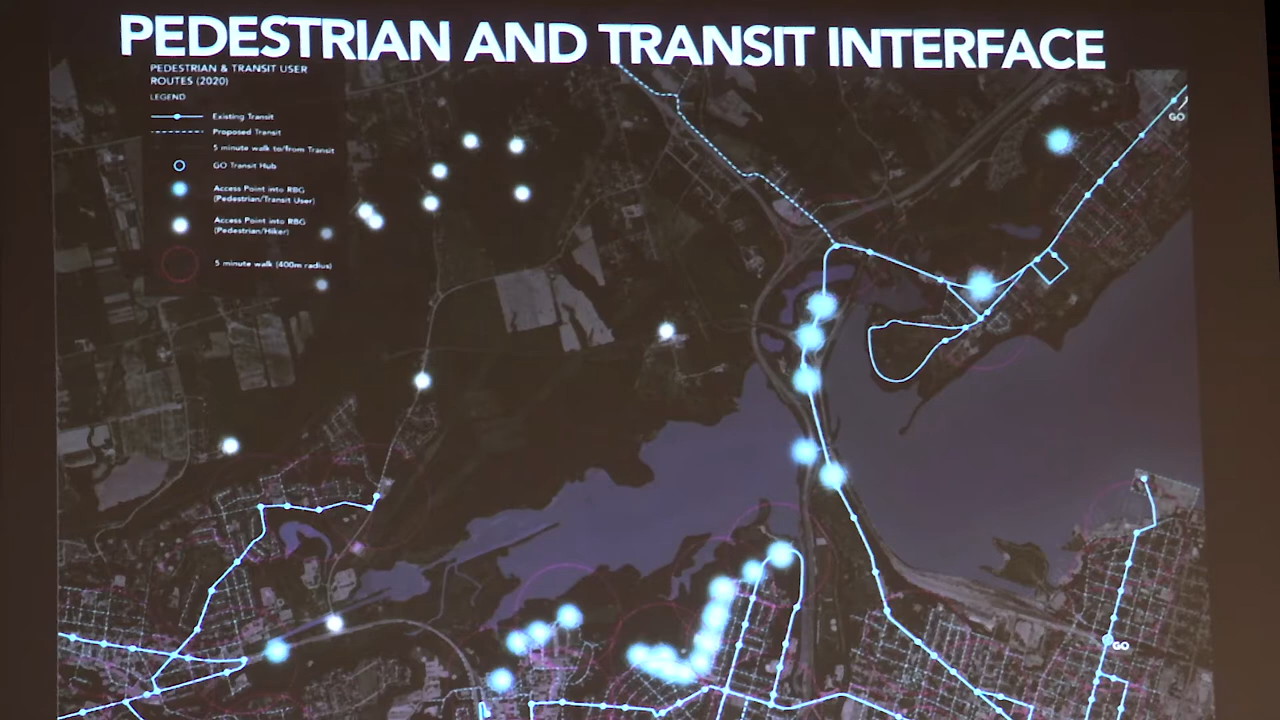 PEDESTRIAN AND TRANSIT INTERFACE
PEDESTRIAN & TRANSIT USER
ROUTES (2020)
LEGEND
Existing Transit
Proposed Transit
5 minute walk to/from Transit
GO Transit Hub
Access Point into RBG
(Pedestrian/Transit User)
Access Point into RBG
(Pedestrian/Hiker)
5 minute walk (400m radius)
GO
GO